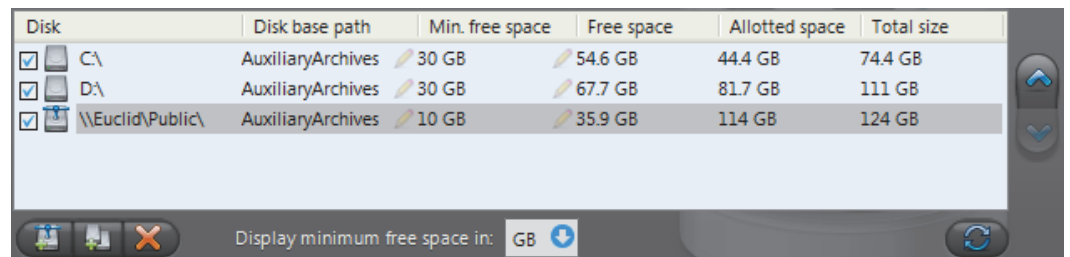 Disk Disk base path Min. free space Free space Allotted space Total size
C:\ AuxiliaryArchives 30 GB 54.6 GB 44.4 GB 74.4 GB
D:\ AuxiliaryArchives 30 GB 67.7 GB 81.7 GB 111 GB
\\Euclid\Public\ AuxiliaryArchives 10 GB 35.9 GB 114 GB 124 GB
Display minimum free space in: GB